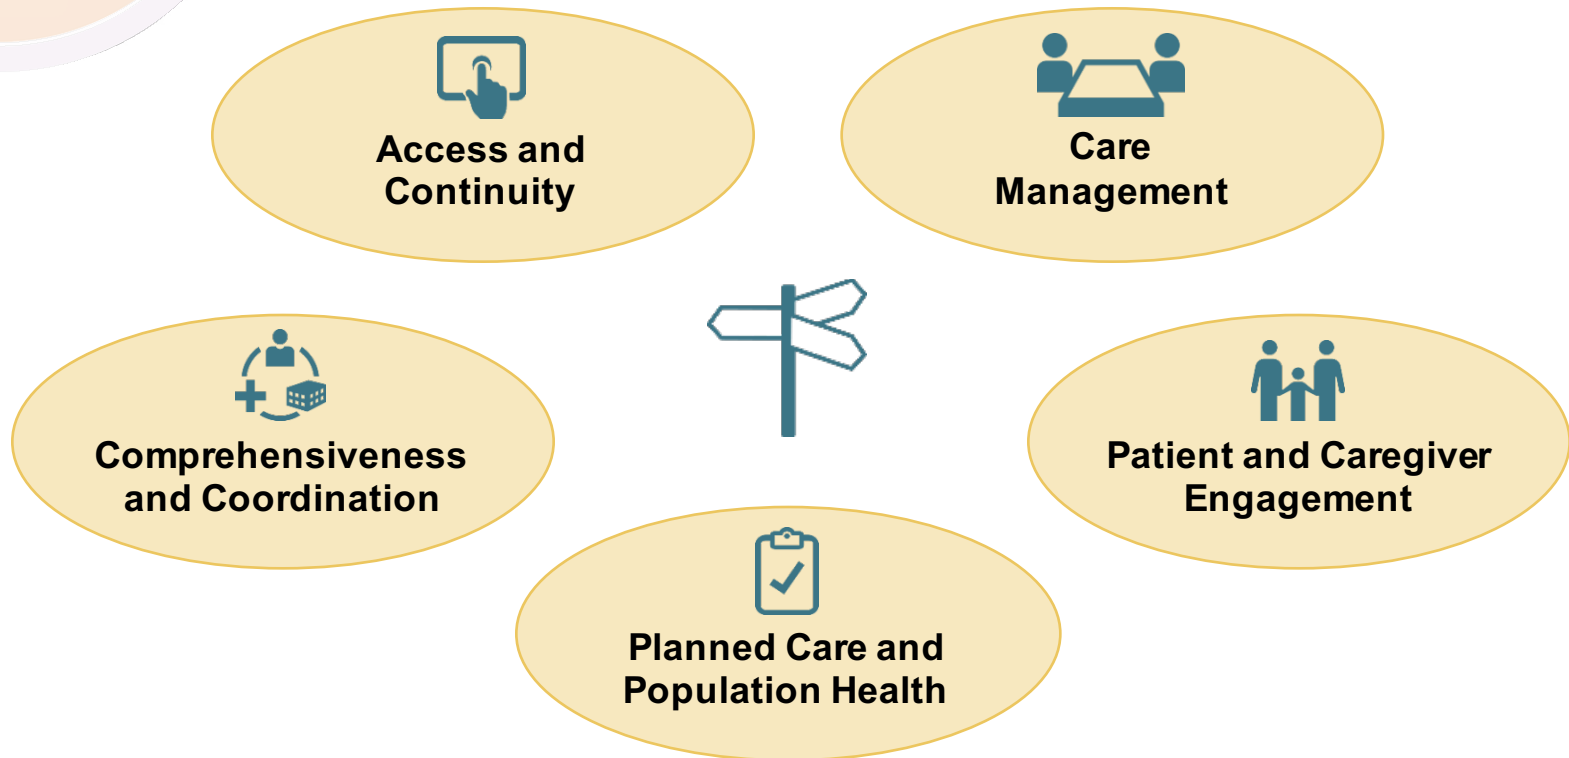 Access and
Continuity
Care
Management
Comprehensiveness
and Coordination
Patient and Caregiver
Engagement
Planned Care and
Population Health